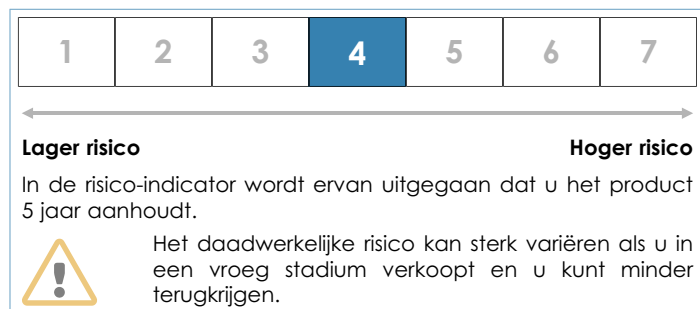 1 2 3 4 5 6 7
Lager risico Hoger risico
In de risico-indicator wordt ervan uitgegaan dat u het product
5 jaar aanhoudt.
Het daadwerkelijke risico kan sterk variëren als u in
een vroeg stadium verkoopt en u kunt minder
terugkrijgen.